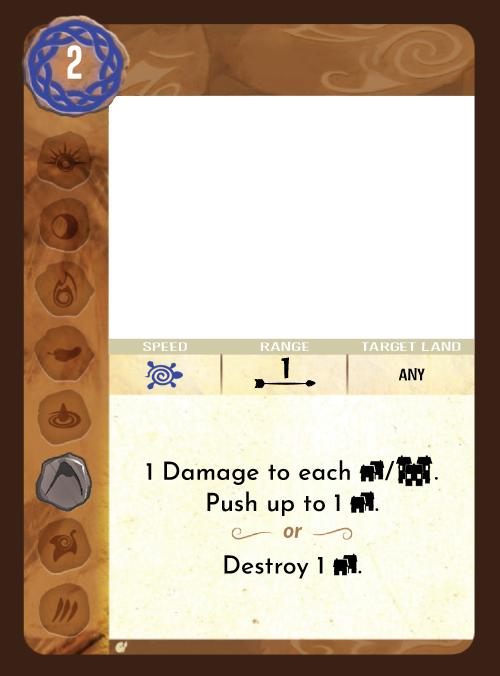 2
SPEED RANGE TARGET LAND
1 ANY
1 Damage to each / .
Push up to 1 .
or
Destroy 1 .